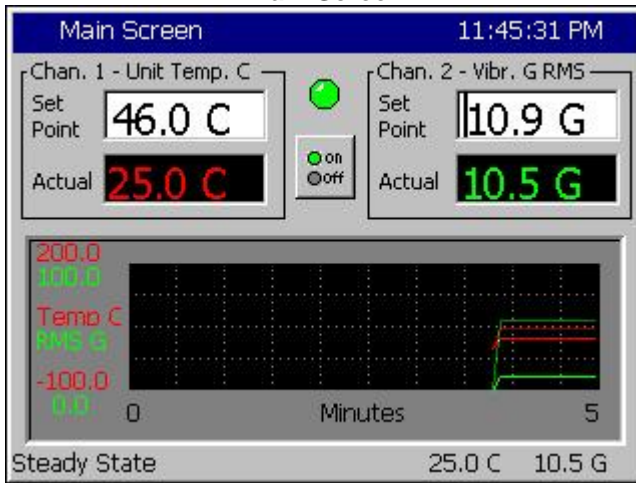 Main Screen 11:45:31 PM
Chan. 1 - Unit Temp. C
Set Point 46.0 C
Actual 25.0 C
on
off
Chan. 2 - Vibr. G RMS
Set Point 10.9 G
Actual 10.5 G
200.0
100.0
Temp C
RMS G
-100.0
0.0
0 Minutes 5
Steady State 25.0 C 10.5 G